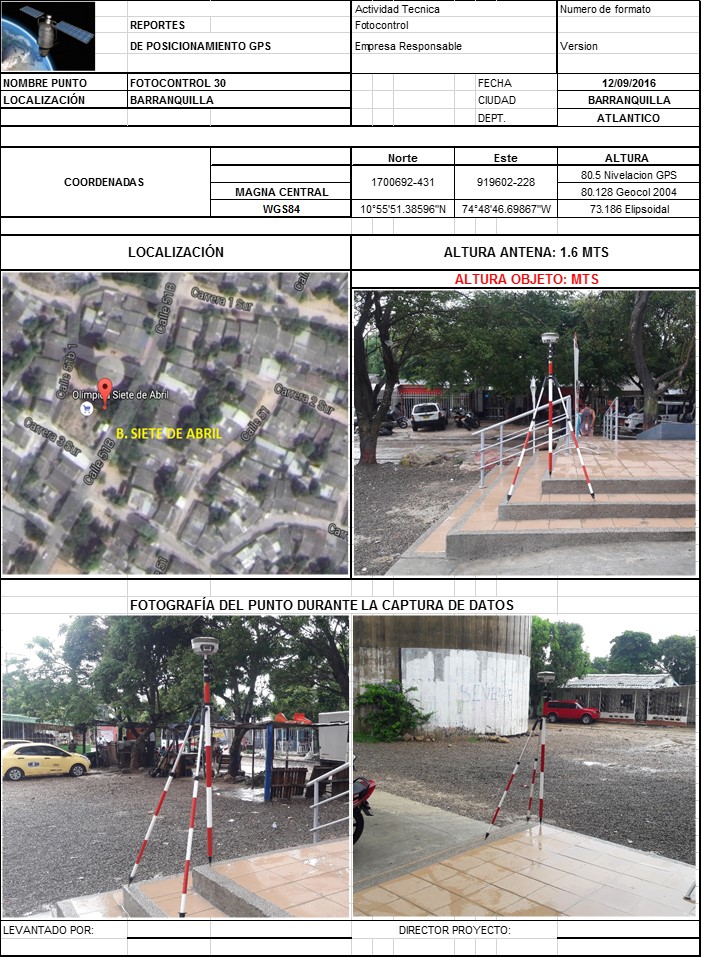 Actividad Tecnica
Numero de formato
REPORTES
Fotocontrol
DE POSICIONAMIENTO GPS
Empresa Responsable
Version
NOMBRE PUNTO
FOTOCONTROL 30
FECHA
12/09/2016
LOCALIZACIÓN
BARRANQUILLA
CIUDAD
BARRANQUILLA
DEPT.
ATLANTICO
COORDENADAS
Norte
Este
ALTURA
MAGNA CENTRAL
1700692-431
919602-228
80.5 Nivelacion GPS
80.128 Geocol 2004
WGS84
10°55'51.38596"N
74°48'46.69867"W
73.186 Elipsoidal
LOCALIZACIÓN
ALTURA ANTENA: 1.6 MTS
ALTURA OBJETO: MTS
Calle 51B
Carrera 1 Sur
Calle 51b 1
Olímpica Siete de Abril
Carrera 2 Sur
B. SIETE DE ABRIL
Calle 51
Carrera 3 Sur
Calle 51B
FOTOGRAFÍA DEL PUNTO DURANTE LA CAPTURA DE DATOS
LEVANTADO POR:
DIRECTOR PROYECTO: